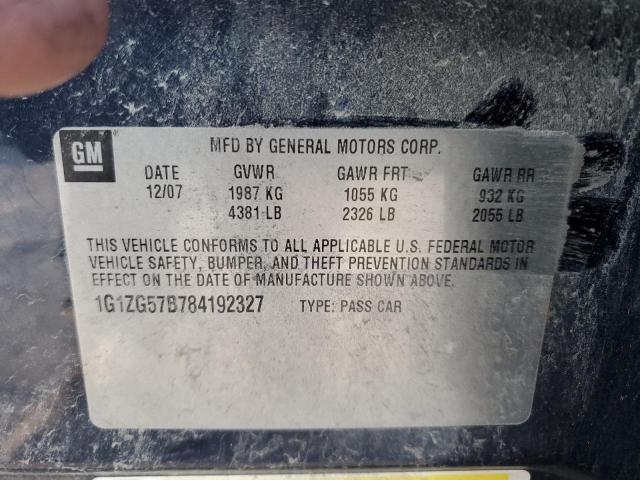 GM
MFD BY GENERAL MOTORS CORP.
DATE GVWR GAWR FRT GAWR RR
12/07 1987 KG 1055 KG 932 KG
4381 LB 2326 LB 2055 LB
THIS VEHICLE CONFORMS TO ALL APPLICABLE U.S. FEDERAL MOTOR
VEHICLE SAFETY, BUMPER, AND THEFT PREVENTION STANDARDS IN
EFFECT ON THE DATE OF MANUFACTURE SHOWN ABOVE.
1G1ZG57B784192327 TYPE: PASS CAR